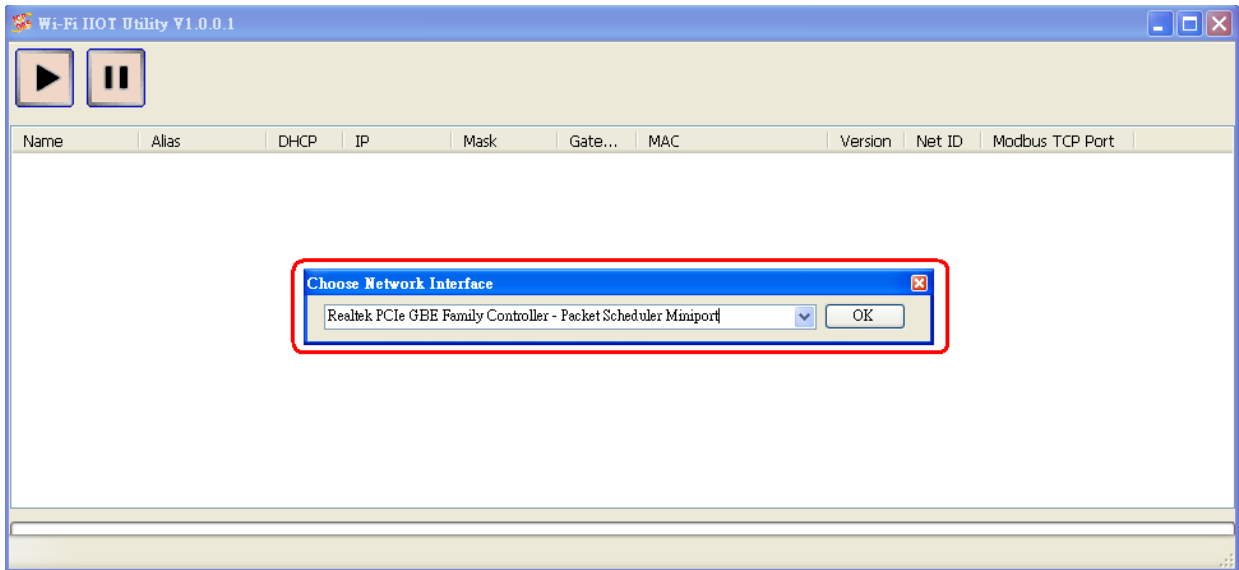 Wi-Fi IIOT Utility V1.0.0.1
Name Alias DHCP IP Mask Gate... MAC Version Net ID Modbus TCP Port
Choose Network Interface
Realtek PCIe GBE Family Controller - Packet Scheduler Miniport
OK